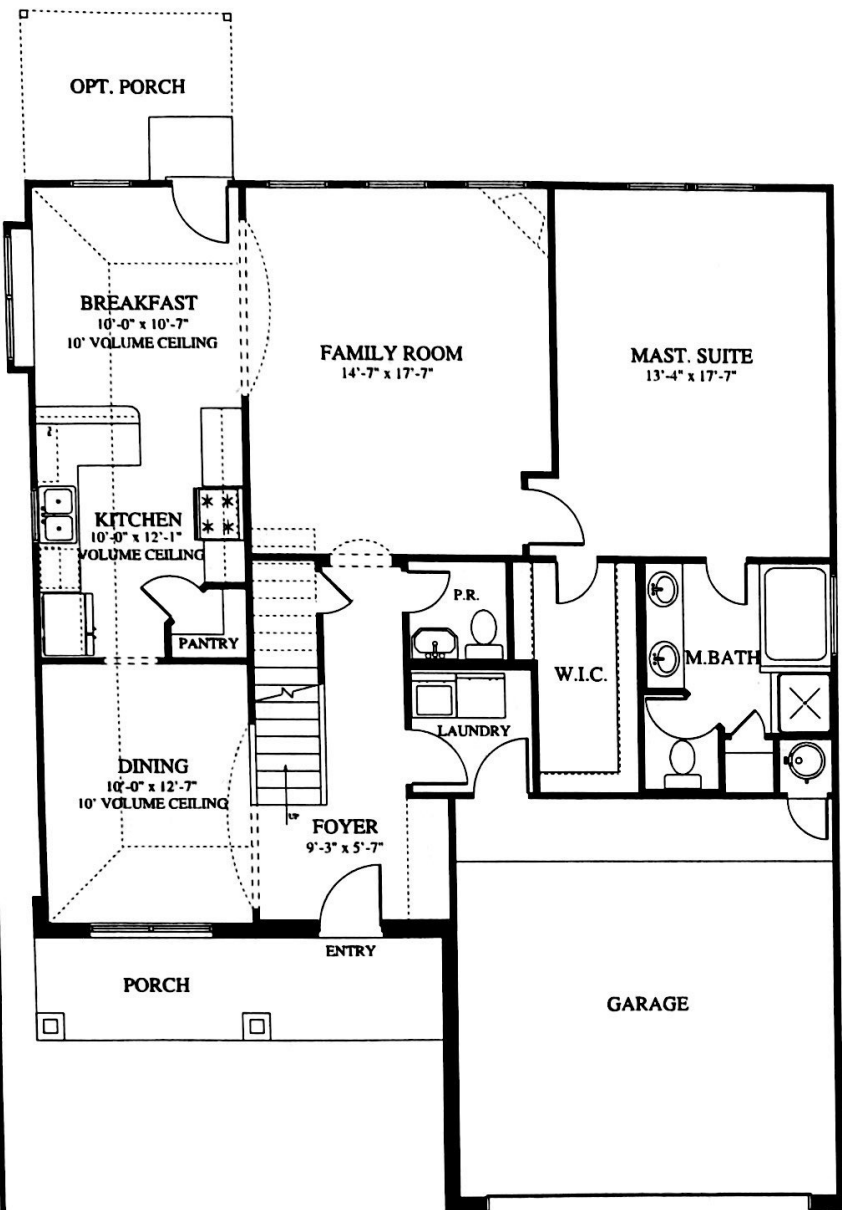 OPT. PORCH
BREAKFAST
10'-0" x 10'-7"
10' VOLUME CEILING
FAMILY ROOM
14'-7" x 17'-7"
MAST. SUITE
13'-4" x 17'-7"
KITCHEN
10'-0" x 12'-1"
VOLUME CEILING
PANTRY
P.R.
W.I.C.
M.BATH
LAUNDRY
DINING
10'-0" x 12'-7"
10' VOLUME CEILING
UP
FOYER
9'-3" x 5'-7"
ENTRY
PORCH
GARAGE